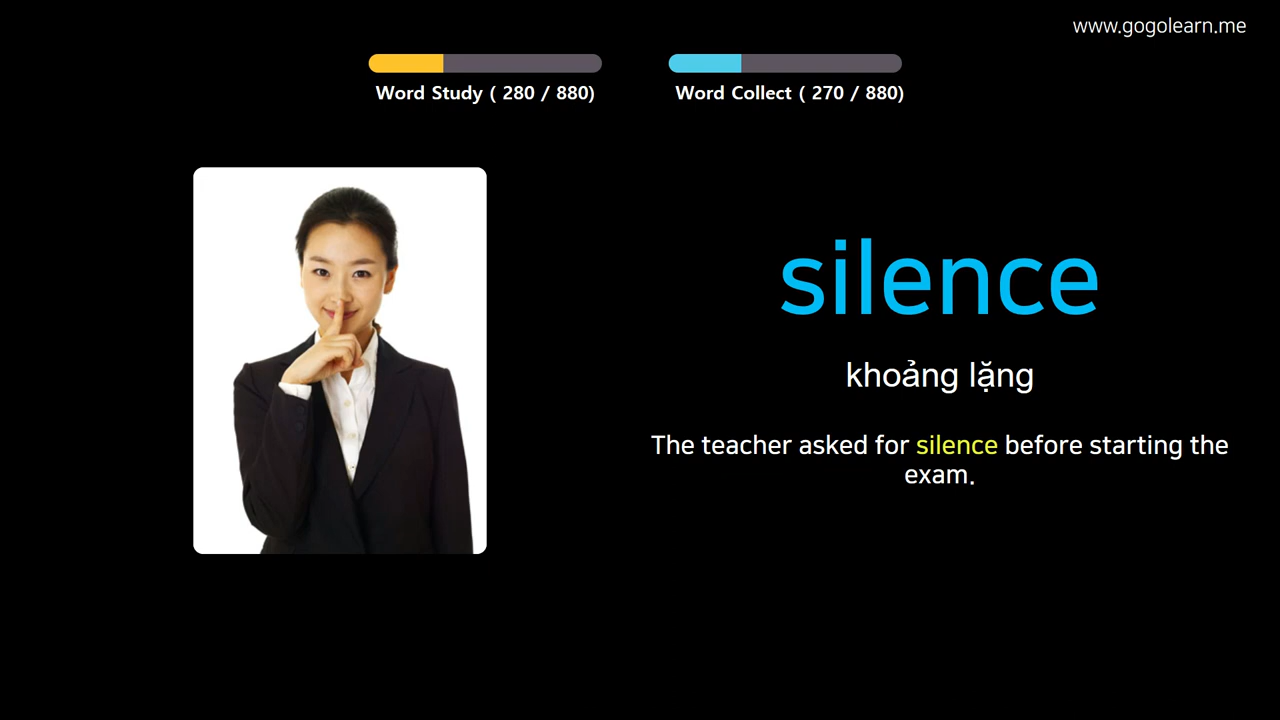 www.gogolearn.me
Word Study ( 280 / 880)
Word Collect ( 270 / 880)
silence
khoảng lặng
The teacher asked for silence before starting the
exam.